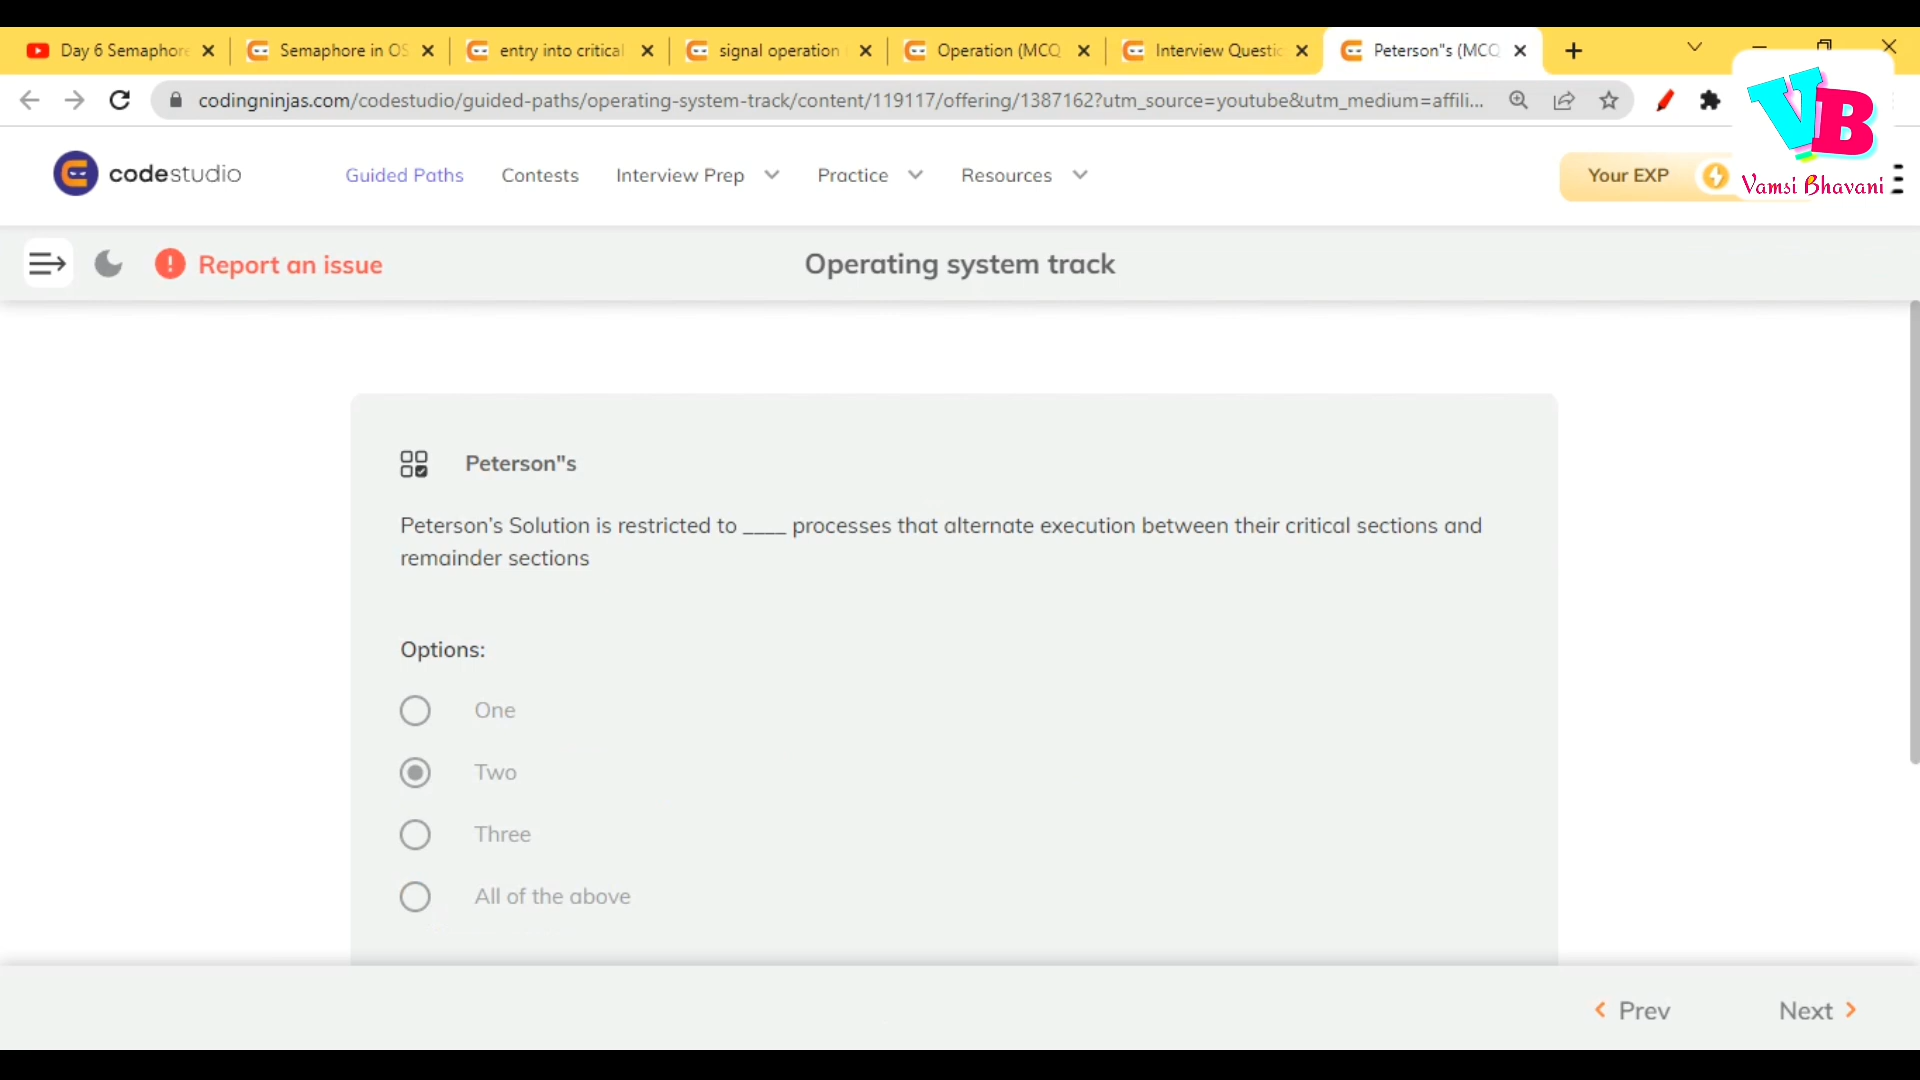 Day 6 Semaphore
Semaphore in OS
entry into critical
signal operation
Operation (MCQ
Interview Questio
Peterson"s (MCQ
codingninjas.com/codestudio/guided-paths/operating-system-track/content/119117/offering/1387162?utm_source=youtube&utm_medium=affili...
VB
Vamsi Bhavani
codestudio
Guided Paths
Contests
Interview Prep
Practice
Resources
Your EXP
Report an issue
Operating system track
Peterson"s
Peterson’s Solution is restricted to ____ processes that alternate execution between their critical sections and
remainder sections
Options:
One
Two
Three
All of the above
Prev
Next